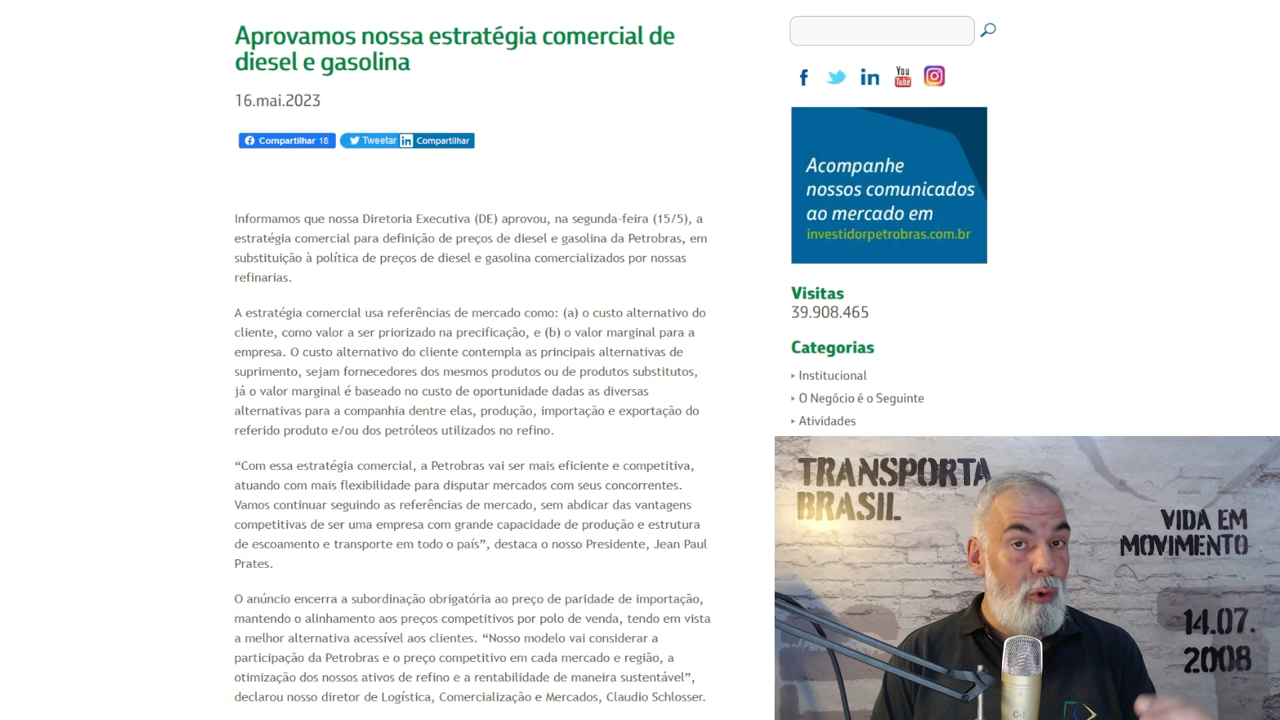 Aprovamos nossa estratégia comercial de
diesel e gasolina
16.mai.2023
Compartilhar 18
Tweetar
Compartilhar
Informamos que nossa Diretoria Executiva (DE) aprovou, na segunda-feira (15/5), a
estratégia comercial para definição de preços de diesel e gasolina da Petrobras, em
substituição à política de preços de diesel e gasolina comercializados por nossas
refinarias.
A estratégia comercial usa referências de mercado como: (a) o custo alternativo do
cliente, como valor a ser priorizado na precificação, e (b) o valor marginal para a
empresa. O custo alternativo do cliente contempla as principais alternativas de
suprimento, sejam fornecedores dos mesmos produtos ou de produtos substitutos,
já o valor marginal é baseado no custo de oportunidade dadas as diversas
alternativas para a companhia dentre elas, produção, importação e exportação do
referido produto e/ou dos petróleos utilizados no refino.
“Com essa estratégia comercial, a Petrobras vai ser mais eficiente e competitiva,
atuando com mais flexibilidade para disputar mercados com seus concorrentes.
Vamos continuar seguindo as referências de mercado, sem abdicar das vantagens
competitivas de ser uma empresa com grande capacidade de produção e estrutura
de escoamento e transporte em todo o país”, destaca o nosso Presidente, Jean Paul
Prates.
O anúncio encerra a subordinação obrigatória ao preço de paridade de importação,
mantendo o alinhamento aos preços competitivos por polo de venda, tendo em vista
a melhor alternativa acessível aos clientes. “Nosso modelo vai considerar a
participação da Petrobras e o preço competitivo em cada mercado e região, a
otimização dos nossos ativos de refino e a rentabilidade de maneira sustentável”,
declarou nosso diretor de Logística, Comercialização e Mercados, Claudio Schlosser.
You
Tube
Acompanhe
nossos comunicados
ao mercado em
investidorpetrobras.com.br
Visitas
39.908.465
Categorias
Institucional
O Negócio é o Seguinte
Atividades
TRANSPORTA
BRASIL
VIDA EM
MOVIMENTO
14.07.
2008
C-1